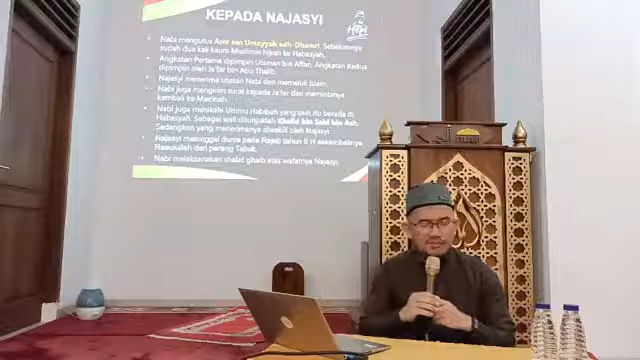 KEPADA NAJASYI
Nabi mengutus Amr bin Umayyah adh-Dhamri. Sebelumnya
sudah dua kali kaum Muslimin hijrah ke Habasyah.
Angkatan Pertama dipimpin Utsman bin Affan. Angkatan Kedua
dipimpin oleh Ja'far bin Abu Thalib.
Najasyi menerima utusan Nabi dan memeluk Islam.
Nabi juga mengirim surat kepada Ja'far dan memintanya
kembali ke Madinah.
Nabi juga menikahi Ummu Habibah yang saat itu berada di
Habasyah. Sebagai wali ditunjuklah Khalid bin Said bin Ash.
Sedangkan yang menerimanya diwakili oleh Najasyi
Najasyi meninggal dunia pada Rajab tahun 9 H sekembalinya
Rasulullah dari perang Tabuk.
Nabi melaksanakan shalat ghaib atas wafatnya Najasyi.